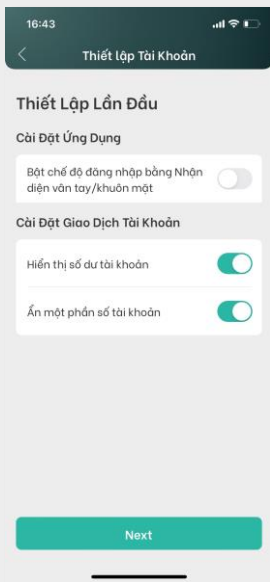 16:43
Thiết lập Tài Khoản
Thiết Lập Lần Đầu
Cài Đặt Ứng Dụng
Bật chế độ đăng nhập bằng Nhận
diện vân tay/khuôn mặt
Cài Đặt Giao Dịch Tài Khoản
Hiển thị số dư tài khoản
Ẩn một phần số tài khoản
Next